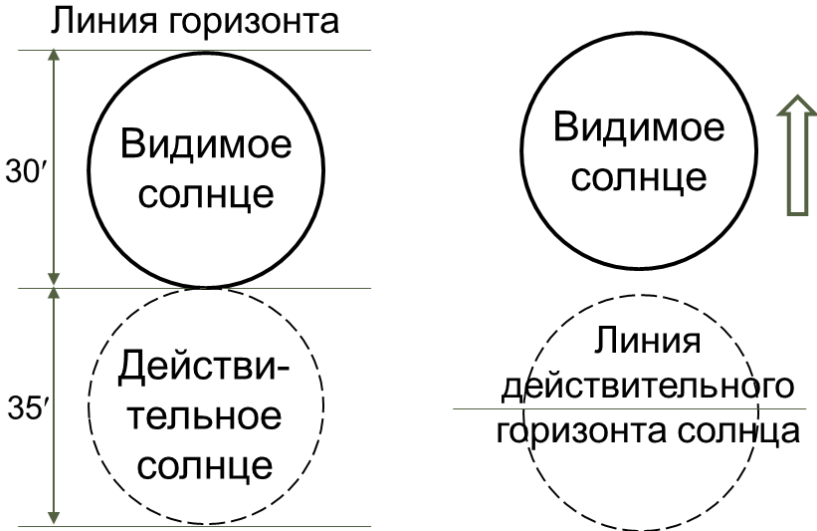 Линия горизонта
Видимое
солнце
30′
Действи-
тельное
солнце
35′
Видимое
солнце
Линия
действительного
горизонта солнца